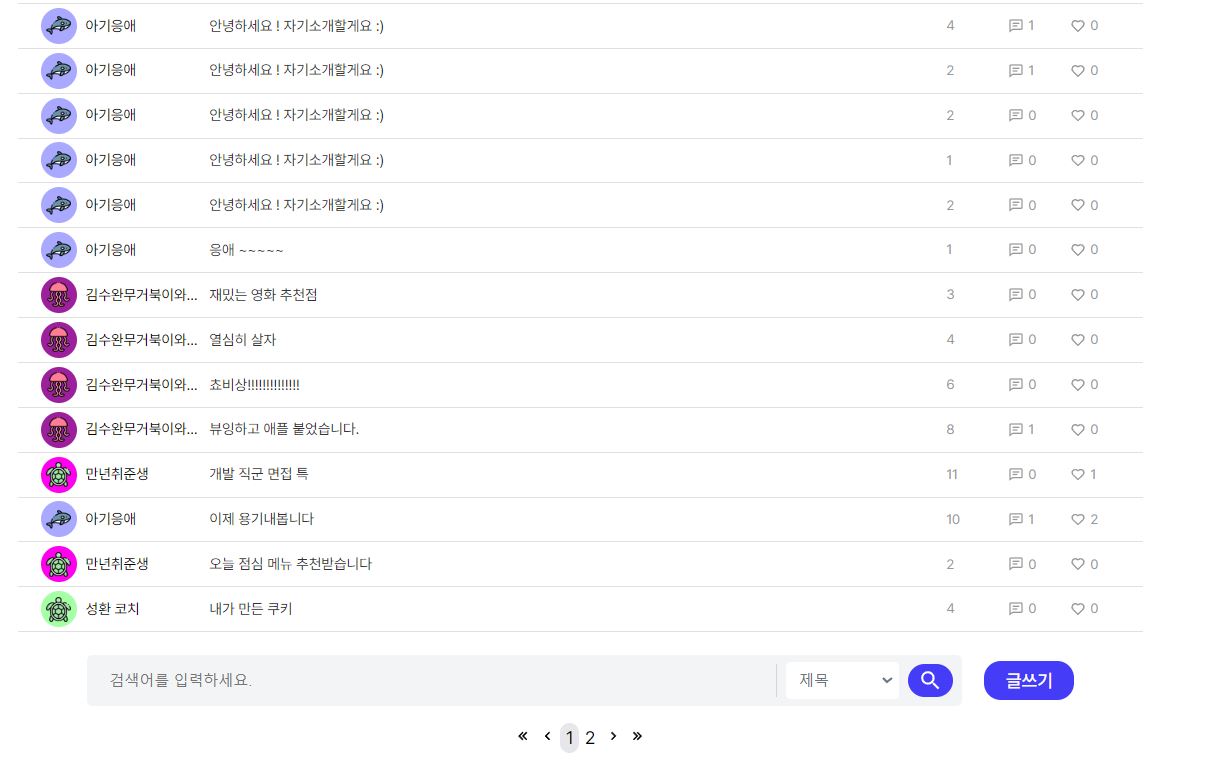 아기응애 안녕하세요 ! 자기소개할게요 :) 4 1 0
아기응애 안녕하세요 ! 자기소개할게요 :) 2 1 0
아기응애 안녕하세요 ! 자기소개할게요 :) 2 0 0
아기응애 안녕하세요 ! 자기소개할게요 :) 1 0 0
아기응애 안녕하세요 ! 자기소개할게요 :) 2 0 0
아기응애 응애 ~~~~~ 1 0 0
김수완무거북이와... 재밌는 영화 추천점 3 0 0
김수완무거북이와... 열심히 살자 4 0 0
김수완무거북이와... 쵸비상!!!!!!!!!!!!!! 6 0 0
김수완무거북이와... 뷰잉하고 애플 붙었습니다. 8 1 0
만년취준생 개발 직군 면접 특 11 0 1
아기응애 이제 용기내봅니다 10 1 2
만년취준생 오늘 점심 메뉴 추천받습니다 2 0 0
성환 코치 내가 만든 쿠키 4 0 0
검색어를 입력하세요. 제목 글쓰기
« ‹ 1 2 › »